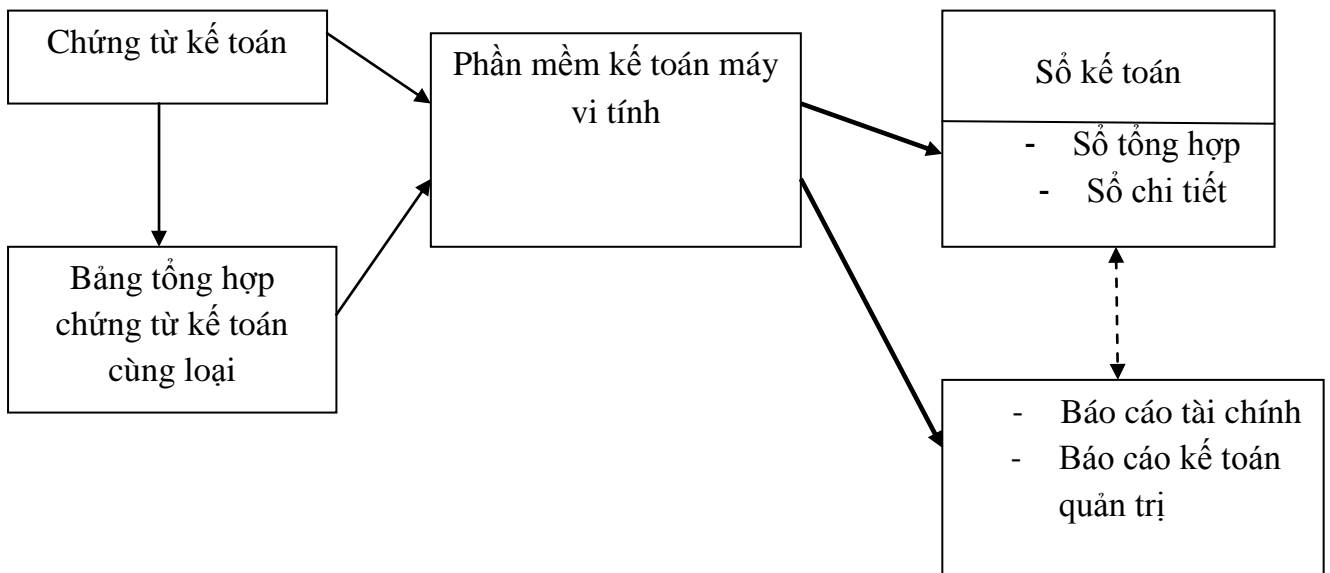 Chứng từ kế toán
Bảng tổng hợp
chứng từ kế toán
cùng loại
Phần mềm kế toán máy
vi tính
Sổ kế toán
- Sổ tổng hợp
- Sổ chi tiết
- Báo cáo tài chính
- Báo cáo kế toán
quản trị